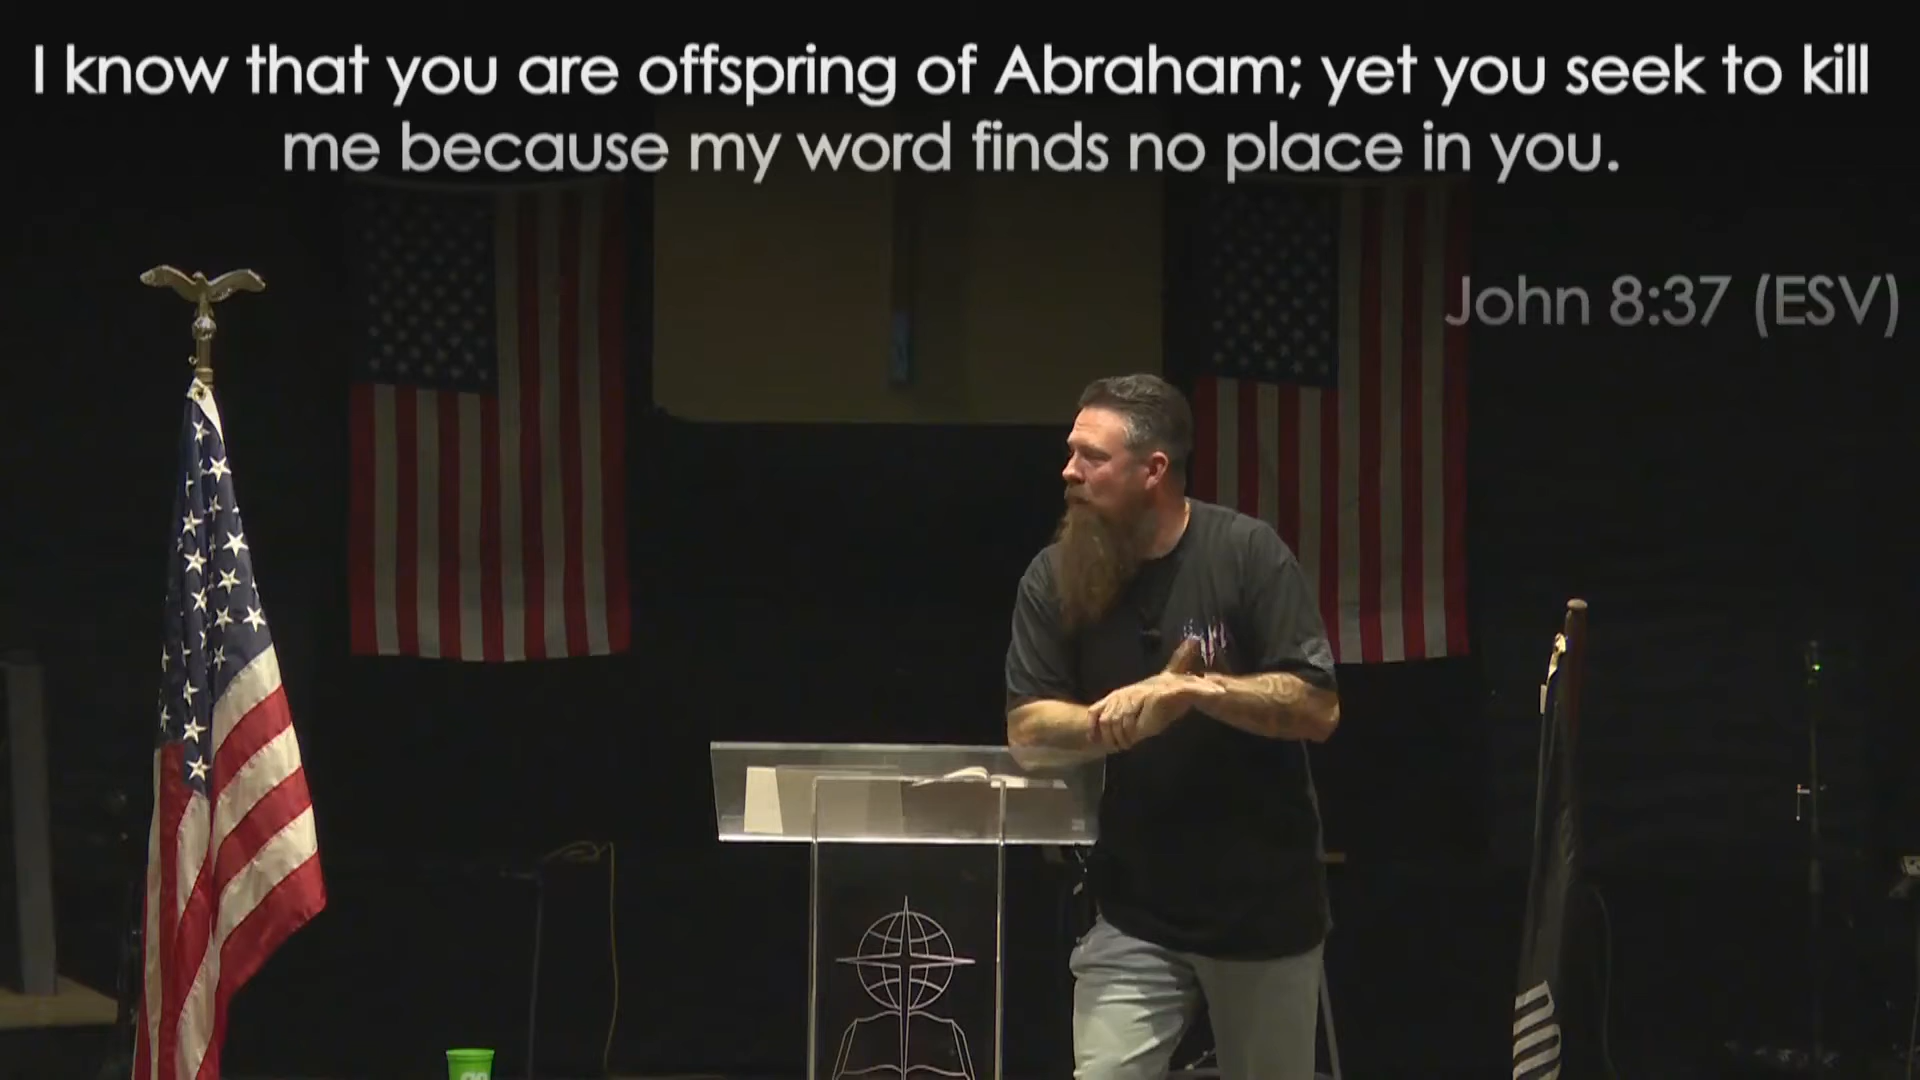 I know that you are offspring of Abraham; yet you seek to kill
me because my word finds no place in you.
John 8:37 (ESV)